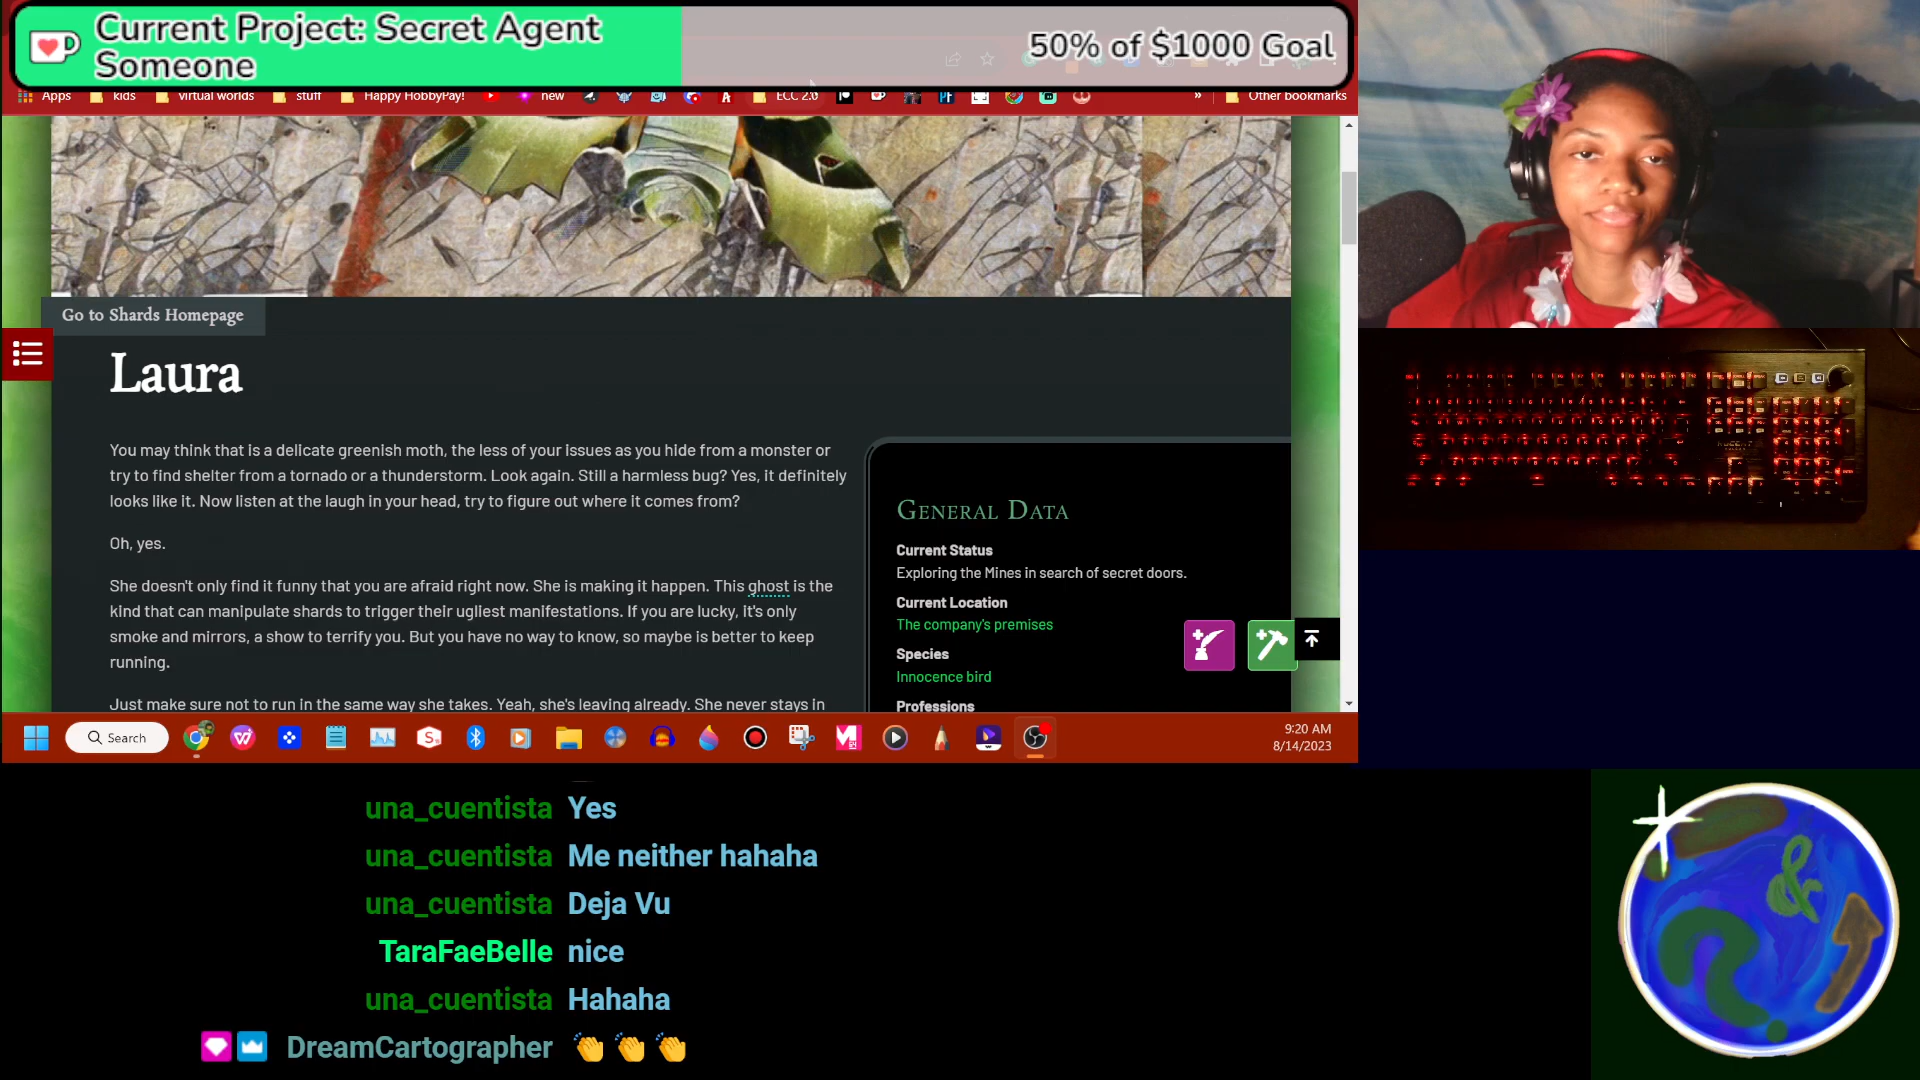 Current Project: Secret Agent
Someone
50% of $1000 Goal
Apps
kids
virtual worlds
stuff
Happy HobbyPay!
new
ECC 2.0
»
Other bookmarks
Go to Shards Homepage
Laura
You may think that is a delicate greenish moth, the less of your issues as you hide from a monster or
try to find shelter from a tornado or a thunderstorm. Look again. Still a harmless bug? Yes, it definitely
looks like it. Now listen at the laugh in your head, try to figure out where it comes from?
Oh, yes.
She doesn't only find it funny that you are afraid right now. She is making it happen. This ghost is the
kind that can manipulate shards to trigger their ugliest manifestations. If you are lucky, it's only
smoke and mirrors, a show to terrify you. But you have no way to know, so maybe is better to keep
running.
Just make sure not to run in the same way she takes. Yeah, she's leaving already. She never stays in
General Data
Current Status
Exploring the Mines in search of secret doors.
Current Location
The company's premises
Species
Innocence bird
Professions
Search
9:20 AM
8/14/2023
una_cuentista Yes
una_cuentista Me neither hahaha
una_cuentista Deja Vu
TaraFaeBelle nice
una_cuentista Hahaha
DreamCartographer 👏 👏 👏
&